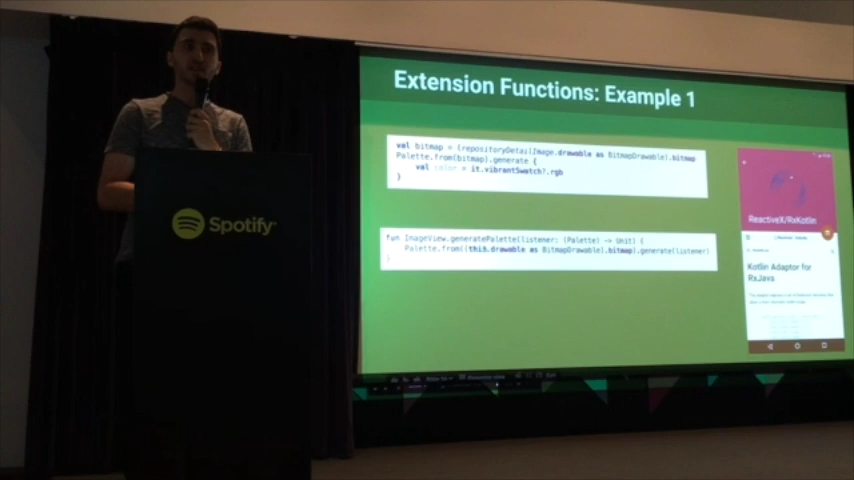 Extension Functions: Example 1
val bitmap = (repositoryDetailImage.drawable as BitmapDrawable).bitmap
Palette.from(bitmap).generate {
val color = it.vibrantSwatch?.rgb
}
fun ImageView.generatePalette(listener: (Palette) -> Unit) {
Palette.from((this.drawable as BitmapDrawable).bitmap).generate(listener)
}
Spotify
ReactiveX/RxKotlin
Kotlin Adaptor for
RxJava